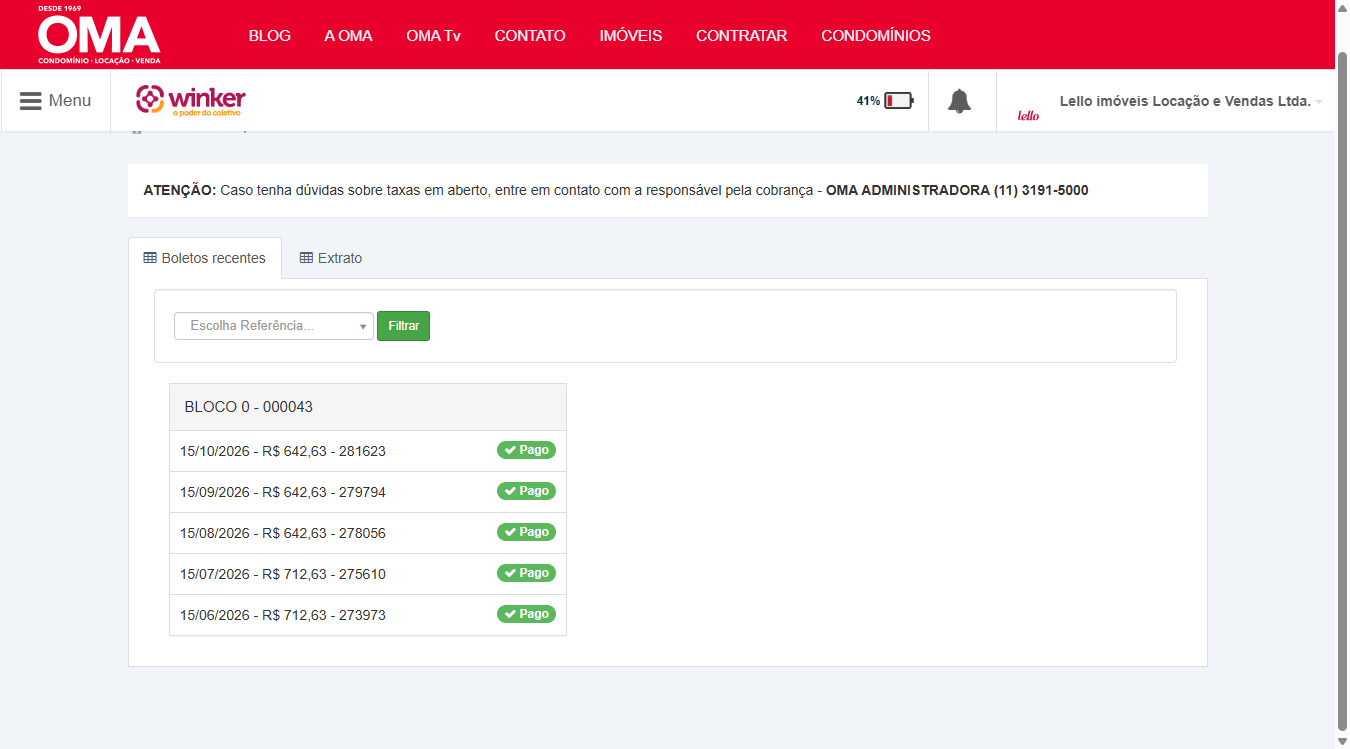 DESDE 1969
OMA
CONDOMÍNIO · LOCAÇÃO · VENDA
BLOG A OMA OMA Tv CONTATO IMÓVEIS CONTRATAR CONDOMÍNIOS
Menu
winker
o poder do coletivo
41%
lello
Lello imóveis Locação e Vendas Ltda.
ATENÇÃO: Caso tenha dúvidas sobre taxas em aberto, entre em contato com a responsável pela cobrança - OMA ADMINISTRADORA (11) 3191-5000
Boletos recentes Extrato
Escolha Referência... Filtrar
BLOCO 0 - 000043
15/10/2026 - R$ 642,63 - 281623 Pago
15/09/2026 - R$ 642,63 - 279794 Pago
15/08/2026 - R$ 642,63 - 278056 Pago
15/07/2026 - R$ 712,63 - 275610 Pago
15/06/2026 - R$ 712,63 - 273973 Pago